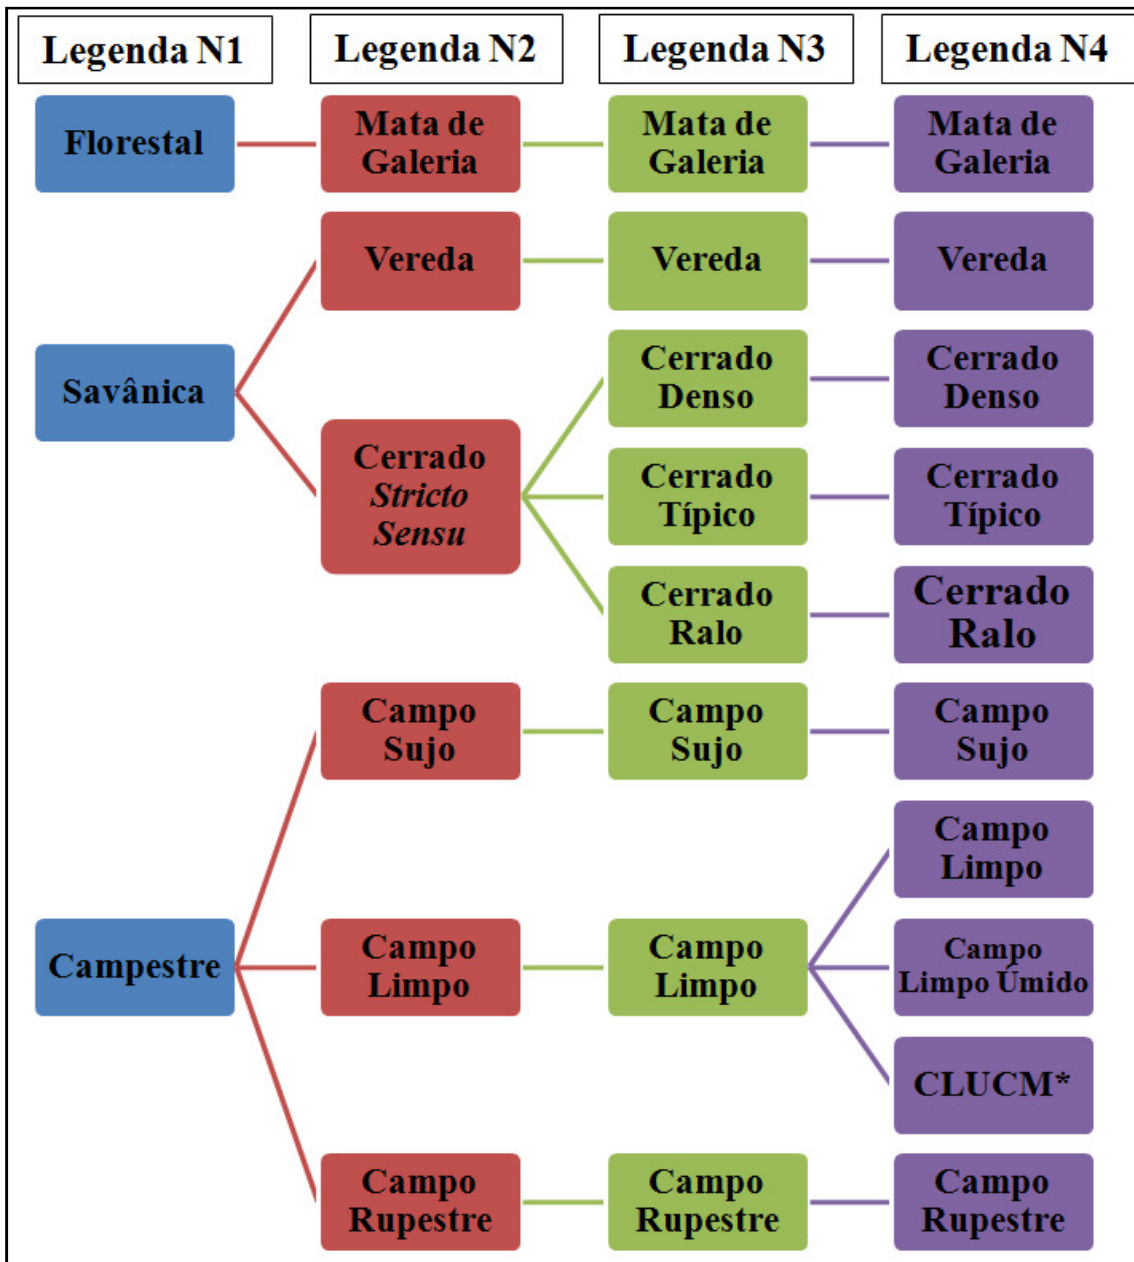 Legenda N1
Legenda N2
Legenda N3
Legenda N4
Florestal
Mata de
Galeria
Mata de
Galeria
Mata de
Galeria
Savânica
Vereda
Vereda
Vereda
Cerrado
Stricto
Sensu
Cerrado
Denso
Cerrado
Denso
Cerrado
Típico
Cerrado
Típico
Cerrado
Ralo
Cerrado
Ralo
Campestre
Campo
Sujo
Campo
Sujo
Campo
Sujo
Campo
Limpo
Campo
Limpo
Campo
Limpo
Campo
Limpo Úmido
CLUCM*
Campo
Rupestre
Campo
Rupestre
Campo
Rupestre